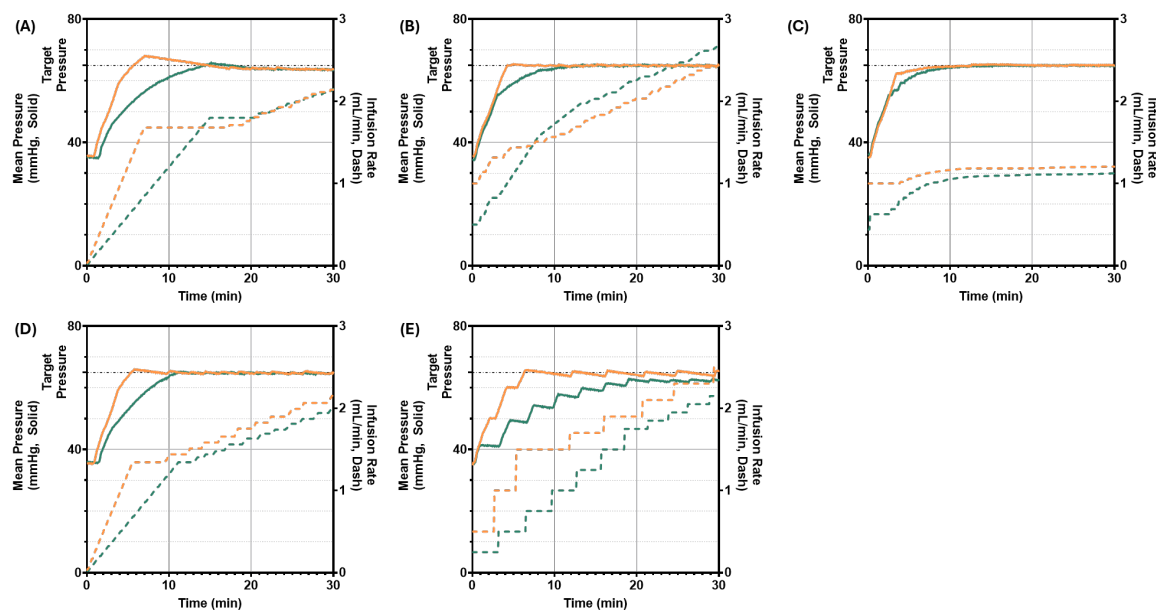 (A)
80
40
0
Target
Pressure
Mean Pressure
(mmHg, Solid)
3
2
1
0
Infusion Rate
(mL/min, Dash)
0 10 20 30
Time (min)
(B)
80
40
0
Target
Pressure
Mean Pressure
(mmHg, Solid)
3
2
1
0
Infusion Rate
(mL/min, Dash)
0 10 20 30
Time (min)
(C)
80
40
0
Target
Pressure
Mean Pressure
(mmHg, Solid)
3
2
1
0
Infusion Rate
(mL/min, Dash)
0 10 20 30
Time (min)
(D)
80
40
0
Target
Pressure
Mean Pressure
(mmHg, Solid)
3
2
1
0
Infusion Rate
(mL/min, Dash)
0 10 20 30
Time (min)
(E)
80
40
0
Target
Pressure
Mean Pressure
(mmHg, Solid)
3
2
1
0
Infusion Rate
(mL/min, Dash)
0 10 20 30
Time (min)